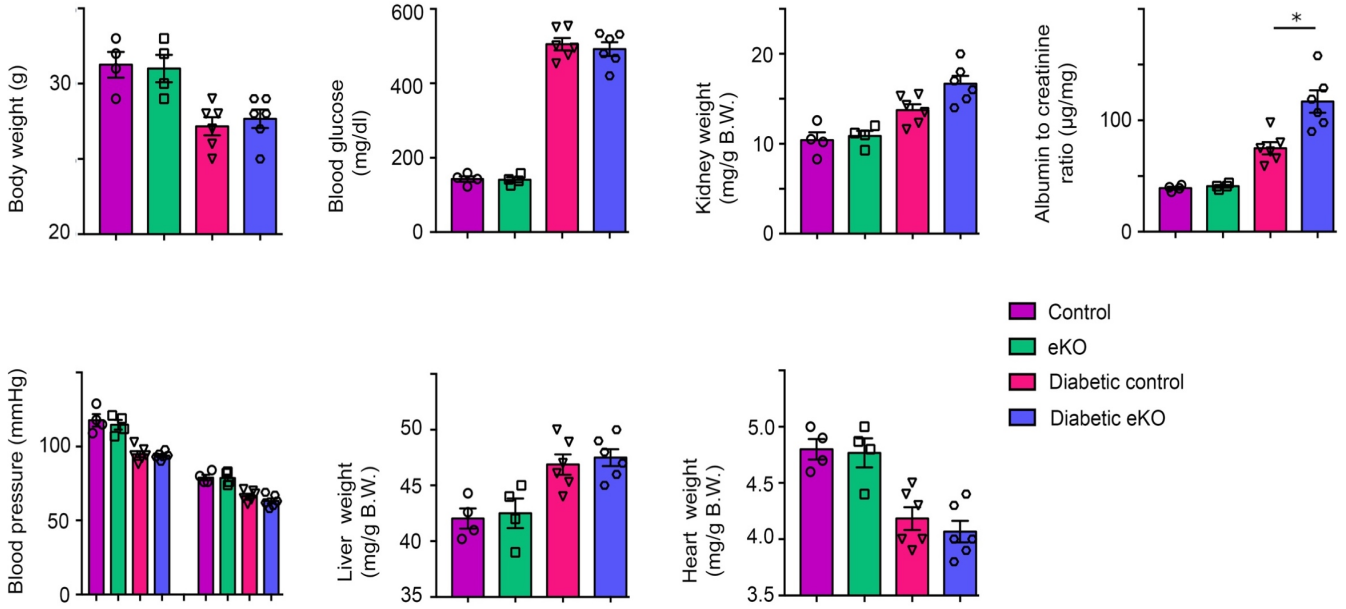 Body weight (g)
30
20
Blood glucose
(mg/dl)
600
400
200
0
Kidney weight
(mg/g B.W.)
20
10
0
Albumin to creatinine
ratio (µg/mg)
100
0
*
Control
eKO
Diabetic control
Diabetic eKO
Blood pressure (mmHg)
100
50
0
Liver weight
(mg/g B.W.)
50
45
40
35
Heart weight
(mg/g B.W.)
5.0
4.5
4.0
3.5